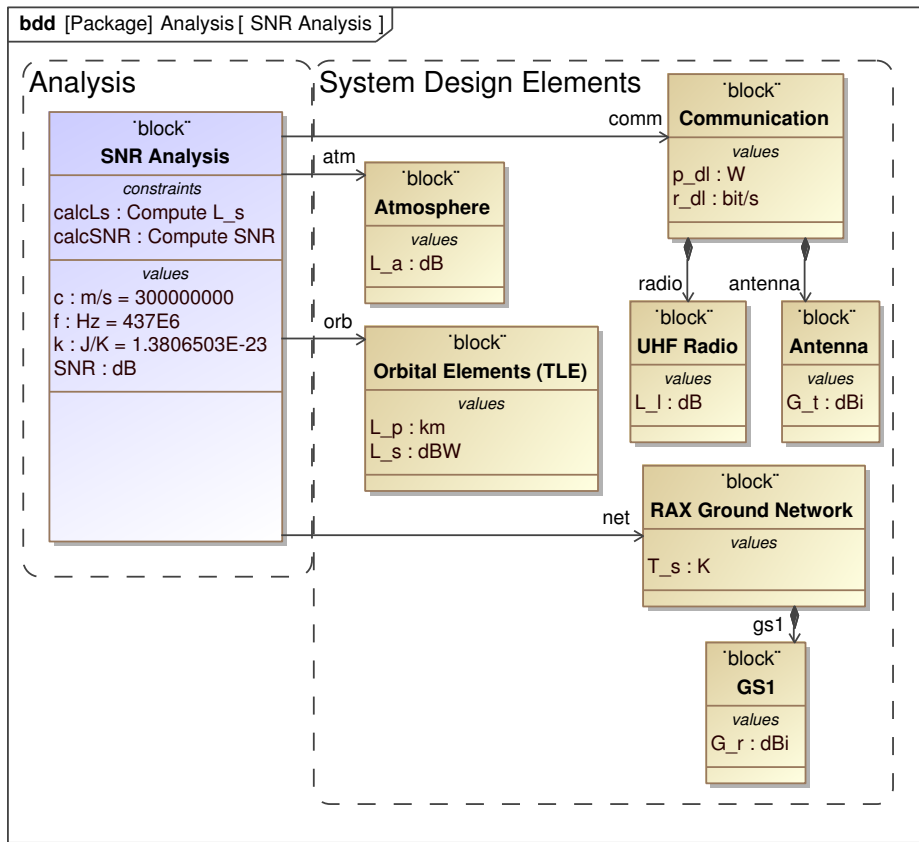 bdd [Package] Analysis [ SNR Analysis ]
Analysis
System Design Elements
˙block¨
SNR Analysis
constraints
calcLs : Compute L_s
calcSNR : Compute SNR
values
c : m/s = 300000000
f : Hz = 437E6
k : J/K = 1.3806503E-23
SNR : dB
comm
atm
orb
net
˙block¨
Communication
values
p_dl : W
r_dl : bit/s
˙block¨
Atmosphere
values
L_a : dB
radio
antenna
˙block¨
UHF Radio
values
L_l : dB
˙block¨
Antenna
values
G_t : dBi
˙block¨
Orbital Elements (TLE)
values
L_p : km
L_s : dBW
˙block¨
RAX Ground Network
values
T_s : K
gs1
˙block¨
GS1
values
G_r : dBi